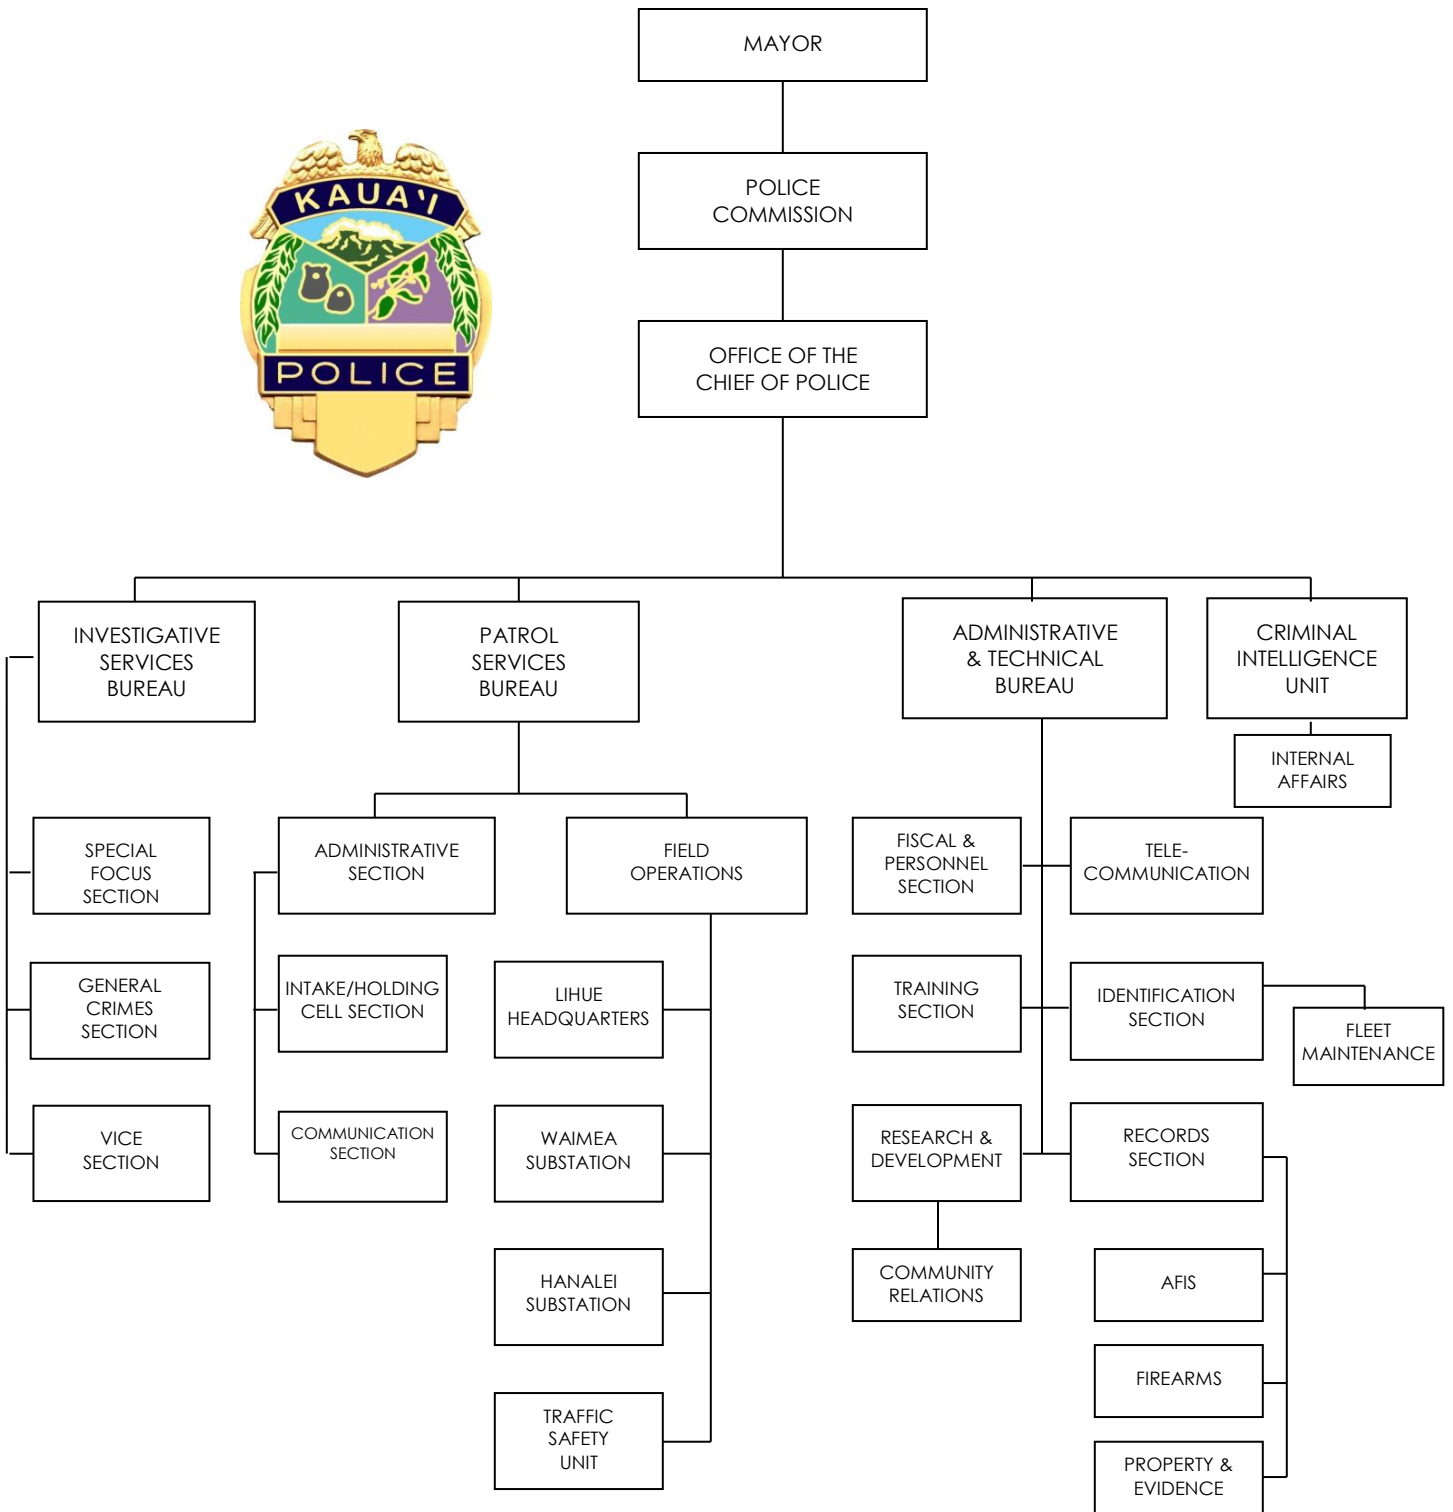 MAYOR
KAUA'I
POLICE
POLICE
COMMISSION
OFFICE OF THE
CHIEF OF POLICE
INVESTIGATIVE
SERVICES
BUREAU
PATROL
SERVICES
BUREAU
ADMINISTRATIVE
& TECHNICAL
BUREAU
CRIMINAL
INTELLIGENCE
UNIT
INTERNAL
AFFAIRS
SPECIAL
FOCUS
SECTION
ADMINISTRATIVE
SECTION
FIELD
OPERATIONS
FISCAL &
PERSONNEL
SECTION
TELE-
COMMUNICATION
GENERAL
CRIMES
SECTION
INTAKE/HOLDING
CELL SECTION
LIHUE
HEADQUARTERS
TRAINING
SECTION
IDENTIFICATION
SECTION
FLEET
MAINTENANCE
VICE
SECTION
COMMUNICATION
SECTION
WAIMEA
SUBSTATION
RESEARCH &
DEVELOPMENT
RECORDS
SECTION
HANALEI
SUBSTATION
COMMUNITY
RELATIONS
AFIS
FIREARMS
TRAFFIC
SAFETY
UNIT
PROPERTY &
EVIDENCE